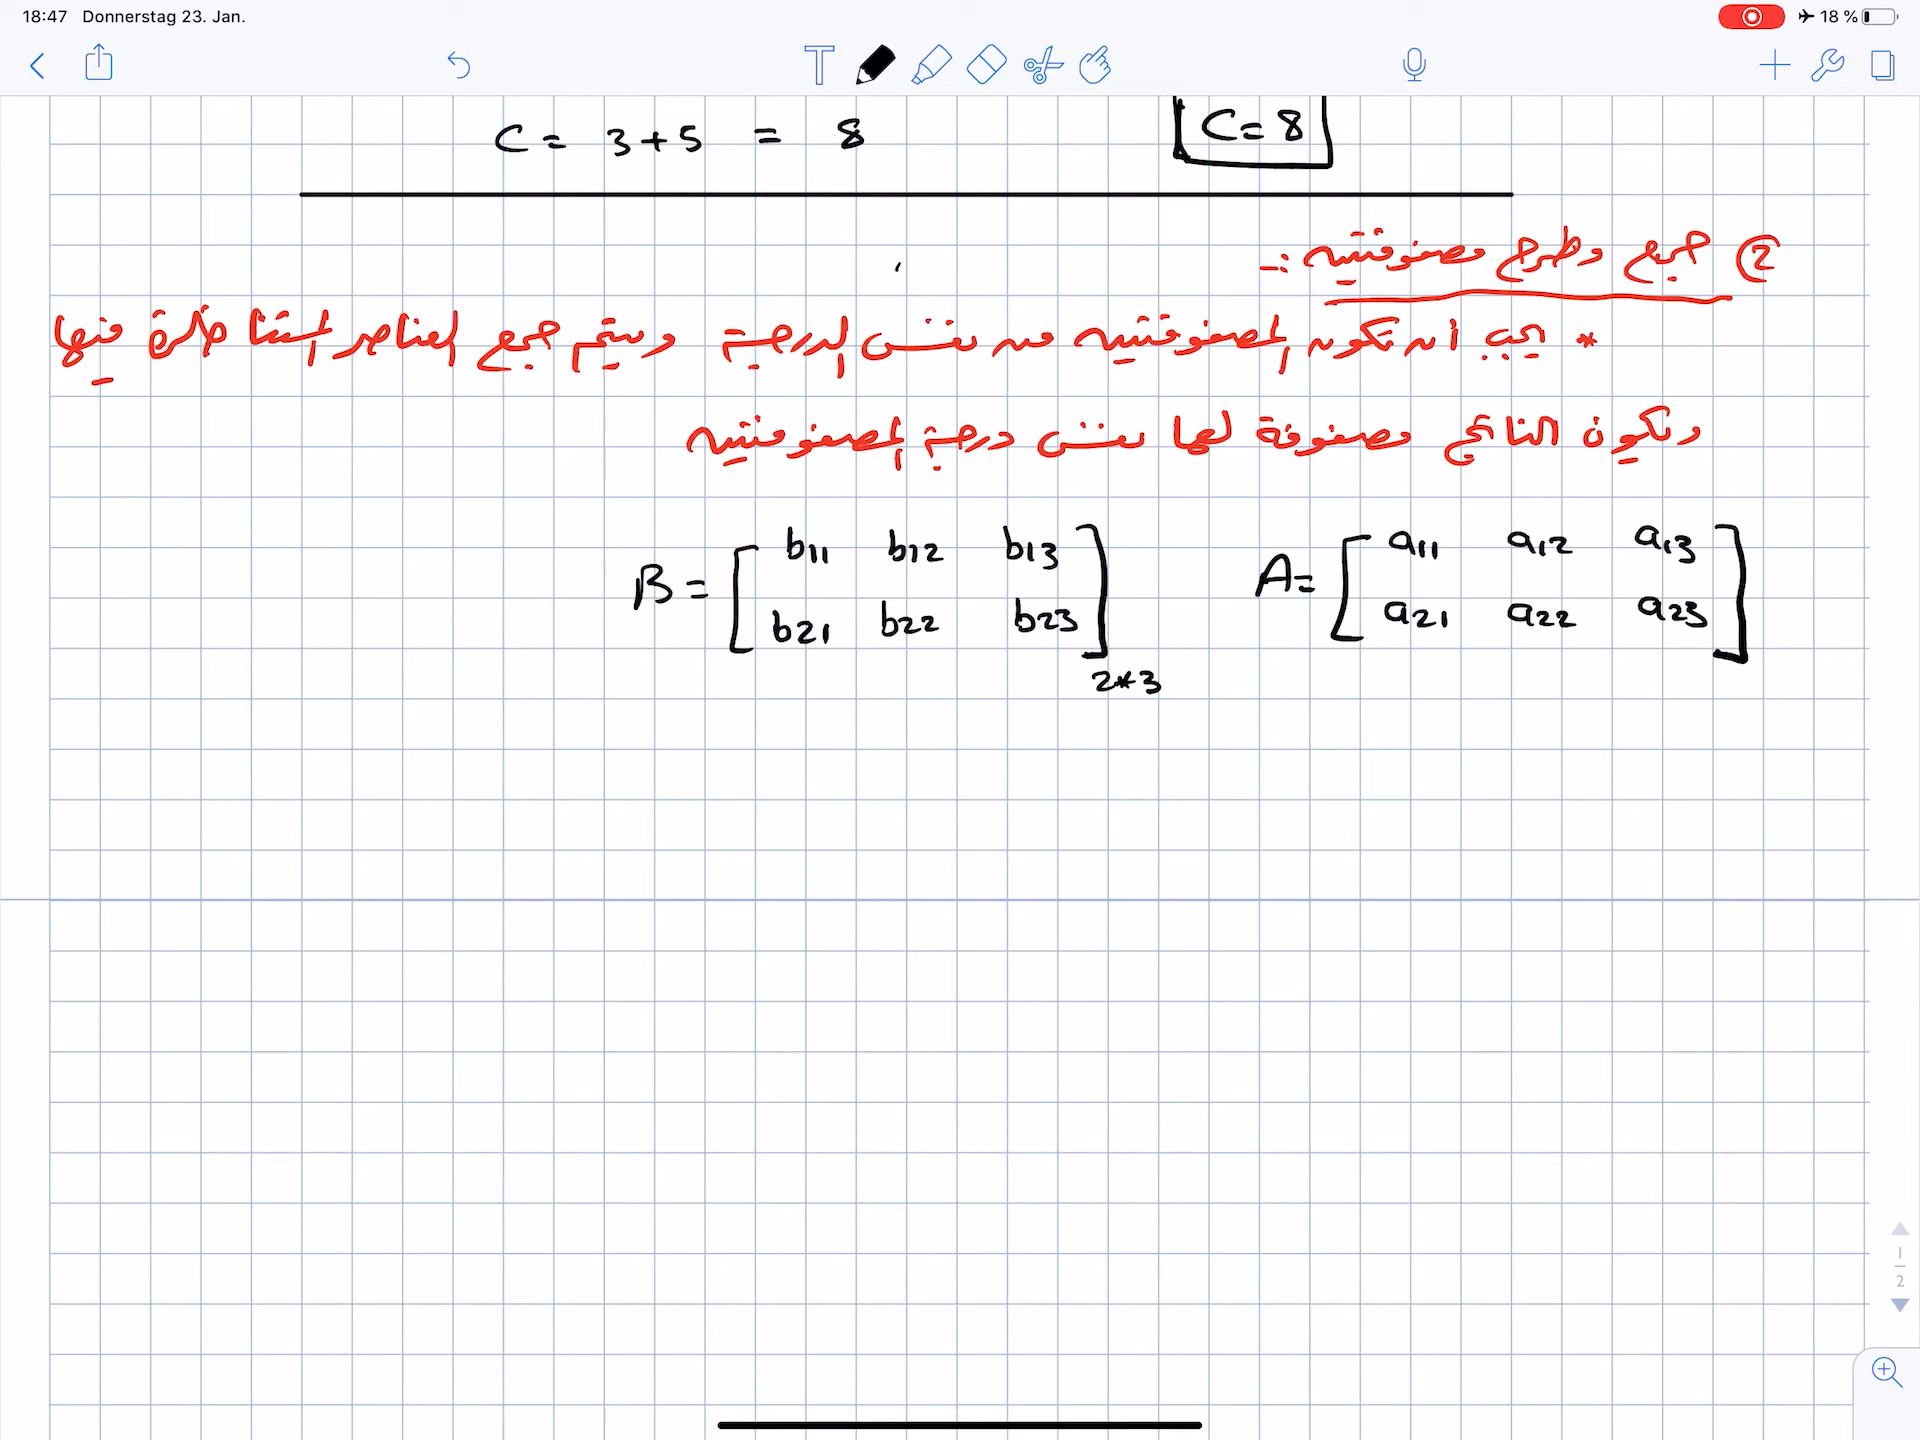 18:47 Donnerstag 23. Jan. 18 %
T
C = 3+5 = 8 C=8
② جمع وطرح مصفوفتين :-
* يجب أن تكون المصفوفتين من نفس الدرجة ويتم جمع العناصر المتناظرة فيها
وتكون الناتج مصفوفة لها نفس درجة المصفوفتين
B = [ b11 b12 b13 A = [ a11 a12 a13
b21 b22 b23 ] a21 a22 a23 ]
2*3
1
2